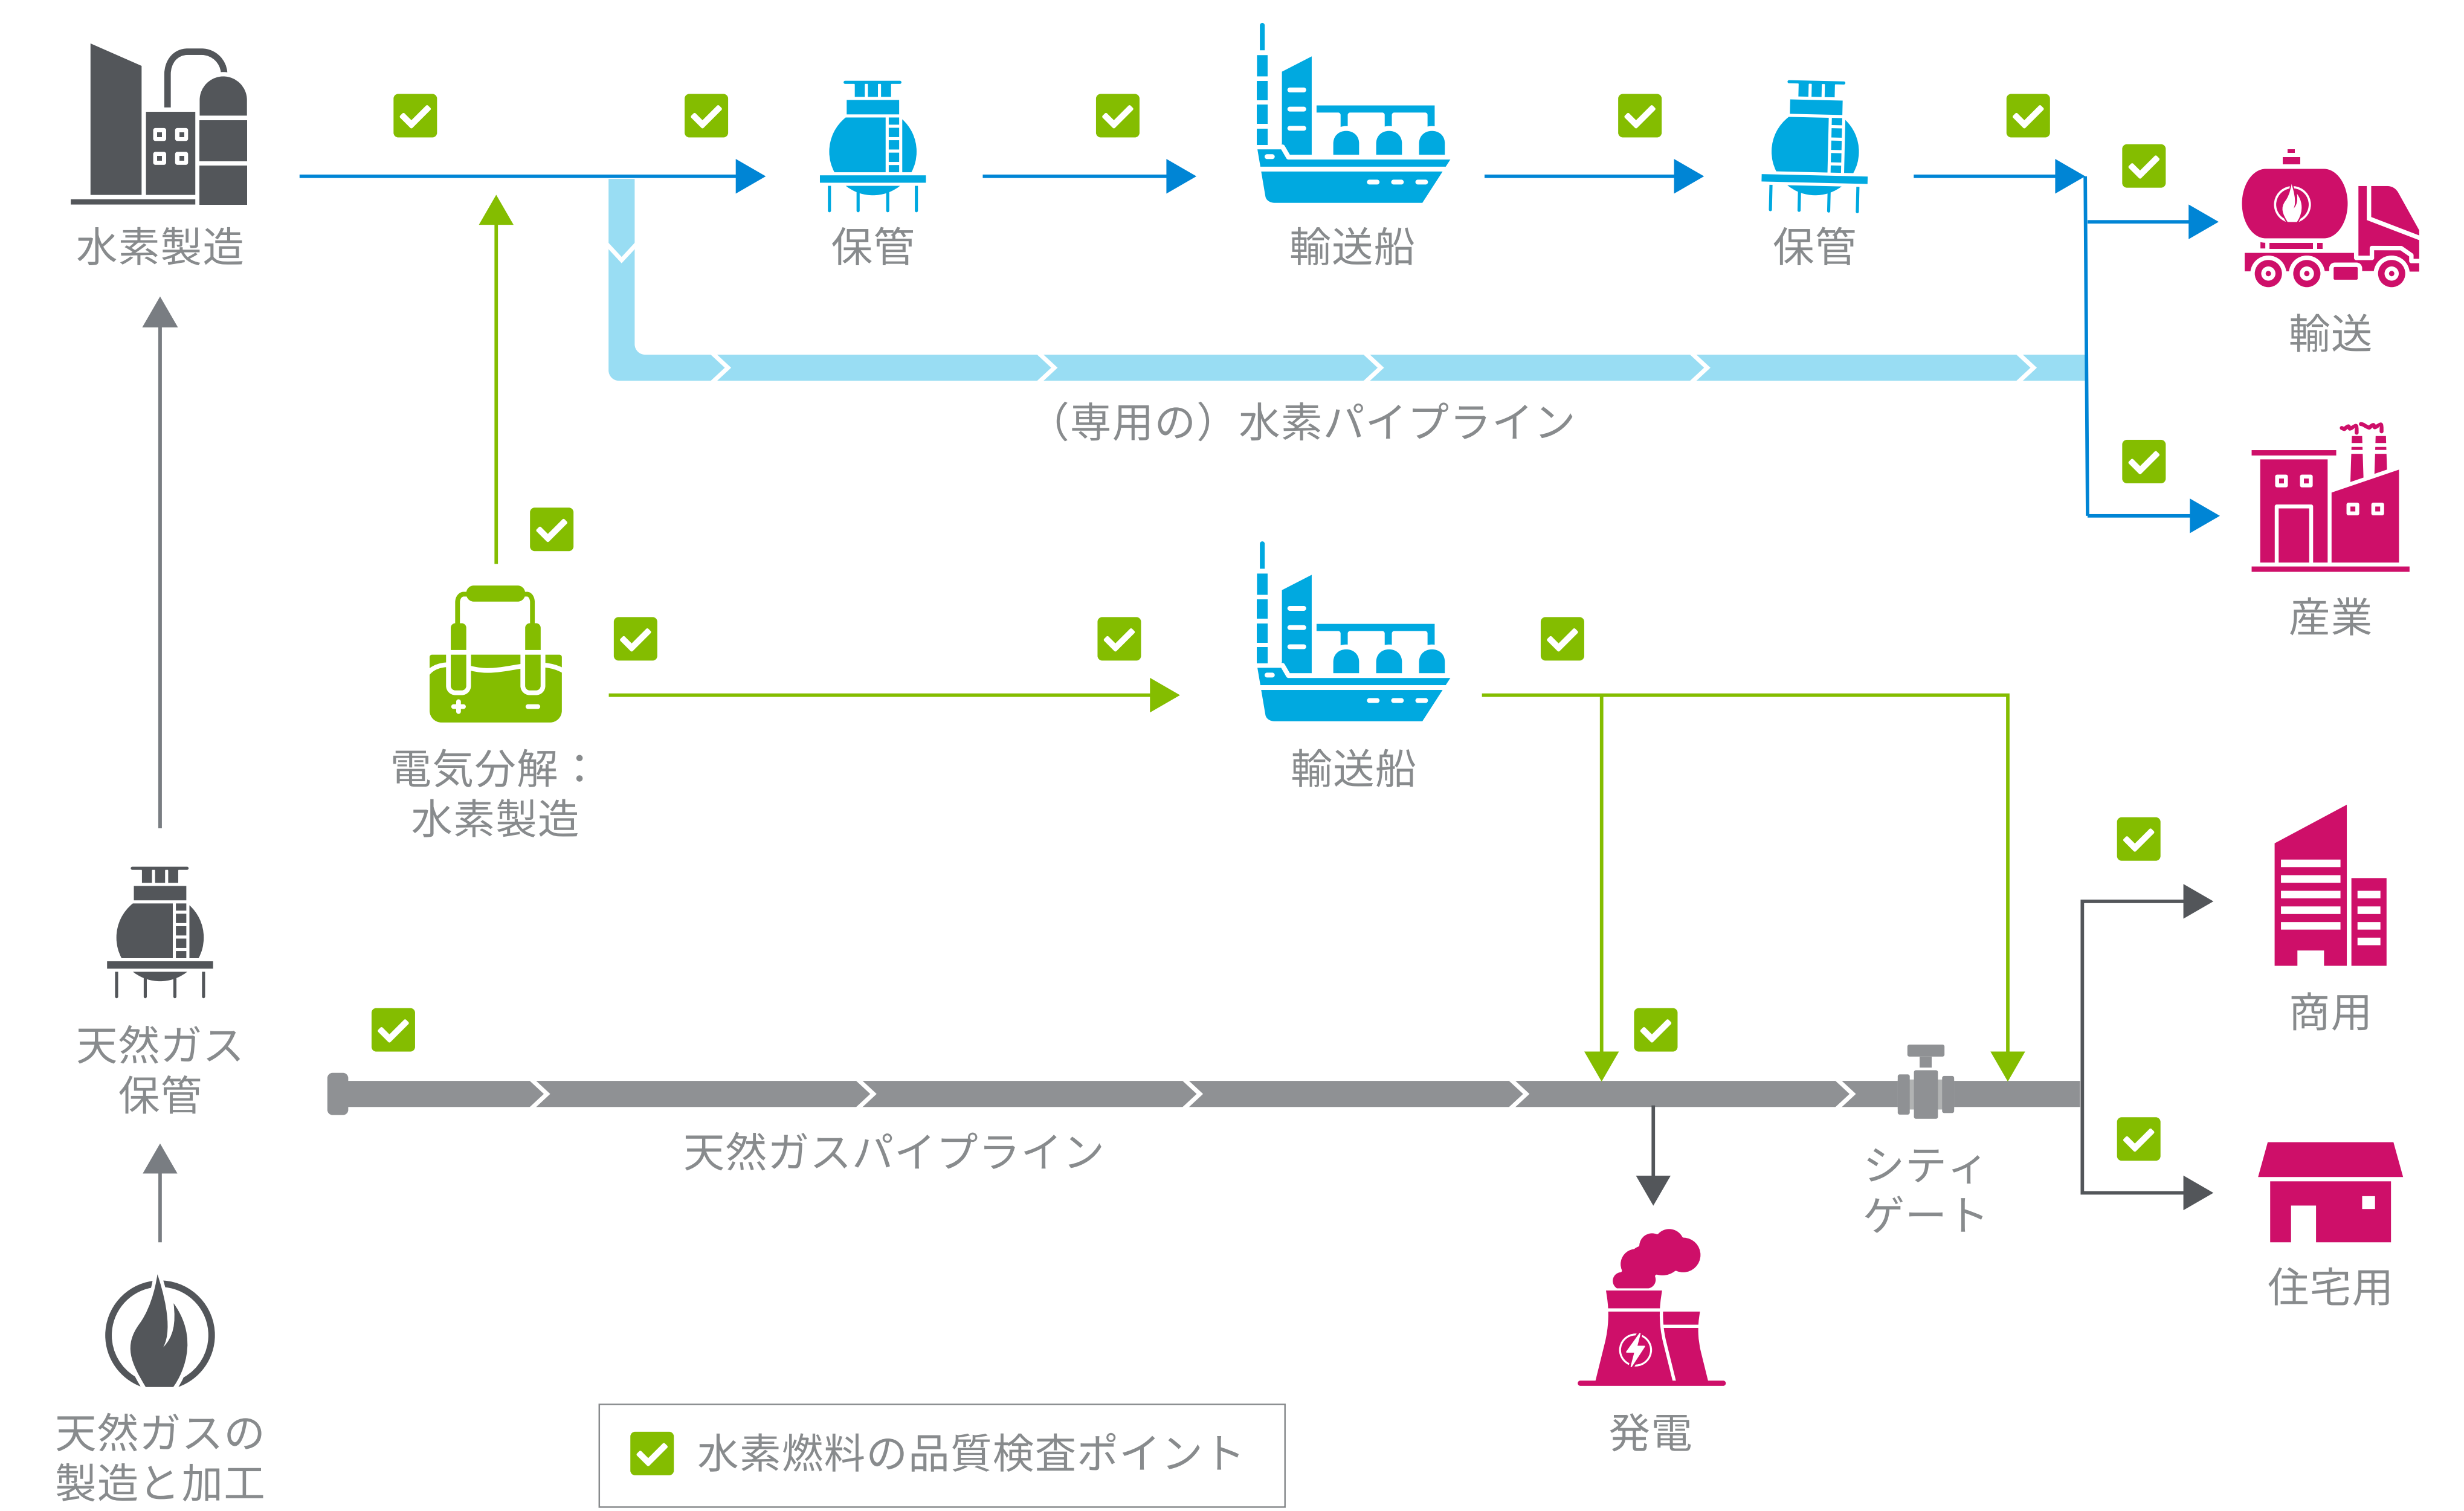 水素製造
保管
輸送船
保管
輸送
（専用の）水素パイプライン
産業
電気分解：
水素製造
輸送船
商用
天然ガス
保管
天然ガスパイプライン
シティ
ゲート
住宅用
発電
天然ガスの
製造と加工
水素燃料の品質検査ポイント